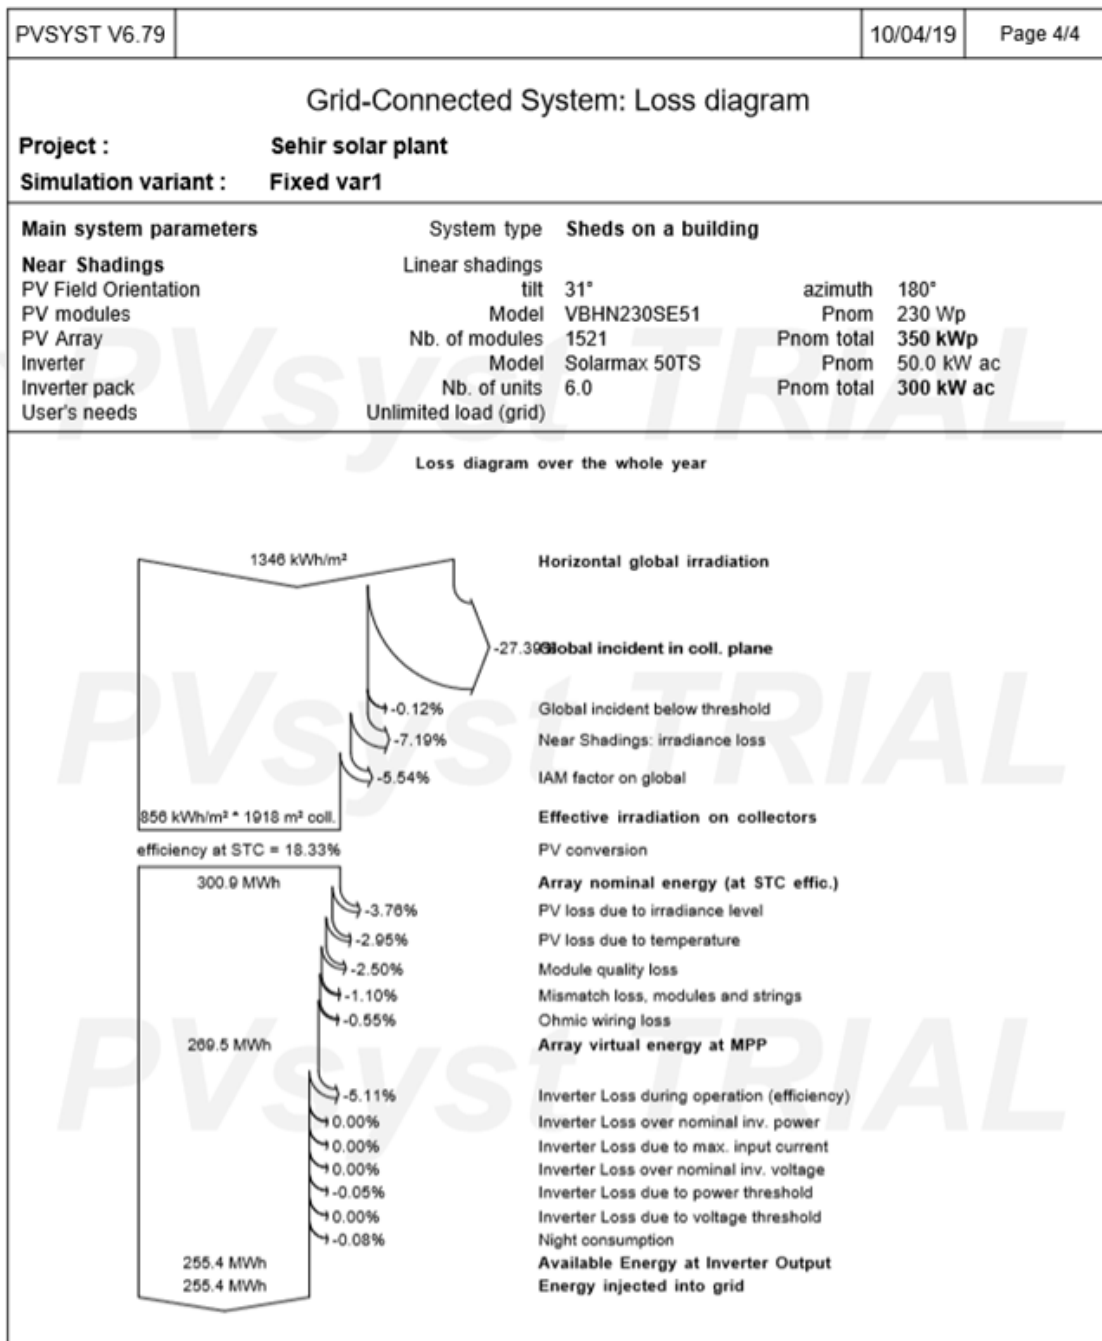 PVSYST V6.79 10/04/19 Page 4/4
Grid-Connected System: Loss diagram
Project : Sehir solar plant
Simulation variant : Fixed var1
Main system parameters System type Sheds on a building
Near Shadings Linear shadings
PV Field Orientation tilt 31° azimuth 180°
PV modules Model VBHN230SE51 Pnom 230 Wp
PV Array Nb. of modules 1521 Pnom total 350 kWp
Inverter Model Solarmax 50TS Pnom 50.0 kW ac
Inverter pack Nb. of units 6.0 Pnom total 300 kW ac
User's needs Unlimited load (grid)
PVsyst TRIAL
Loss diagram over the whole year
1346 kWh/m² Horizontal global irradiation
-27.39% Global incident in coll. plane
-0.12% Global incident below threshold
-7.19% Near Shadings: irradiance loss
PVsyst TRIAL
-5.54% IAM factor on global
856 kWh/m² * 1918 m² coll. Effective irradiation on collectors
efficiency at STC = 18.33% PV conversion
300.9 MWh Array nominal energy (at STC effic.)
-3.76% PV loss due to irradiance level
-2.95% PV loss due to temperature
-2.50% Module quality loss
-1.10% Mismatch loss, modules and strings
-0.55% Ohmic wiring loss
269.5 MWh Array virtual energy at MPP
PVsyst TRIAL
-5.11% Inverter Loss during operation (efficiency)
0.00% Inverter Loss over nominal inv. power
0.00% Inverter Loss due to max. input current
0.00% Inverter Loss over nominal inv. voltage
-0.05% Inverter Loss due to power threshold
0.00% Inverter Loss due to voltage threshold
-0.08% Night consumption
255.4 MWh Available Energy at Inverter Output
255.4 MWh Energy injected into grid